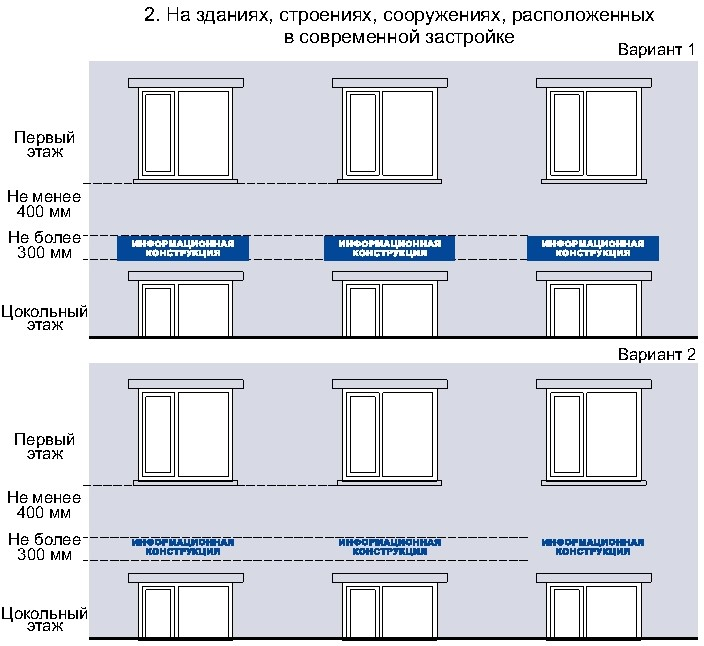 2. На зданиях, строениях, сооружениях, расположенных
в современной застройке
Вариант 1
Первый
этаж
Не менее
400 мм
Не более
300 мм
ИНФОРМАЦИОННАЯ
КОНСТРУКЦИЯ
ИНФОРМАЦИОННАЯ
КОНСТРУКЦИЯ
ИНФОРМАЦИОННАЯ
КОНСТРУКЦИЯ
Цокольный
этаж
Вариант 2
Первый
этаж
Не менее
400 мм
Не более
300 мм
ИНФОРМАЦИОННАЯ
КОНСТРУКЦИЯ
ИНФОРМАЦИОННАЯ
КОНСТРУКЦИЯ
ИНФОРМАЦИОННАЯ
КОНСТРУКЦИЯ
Цокольный
этаж